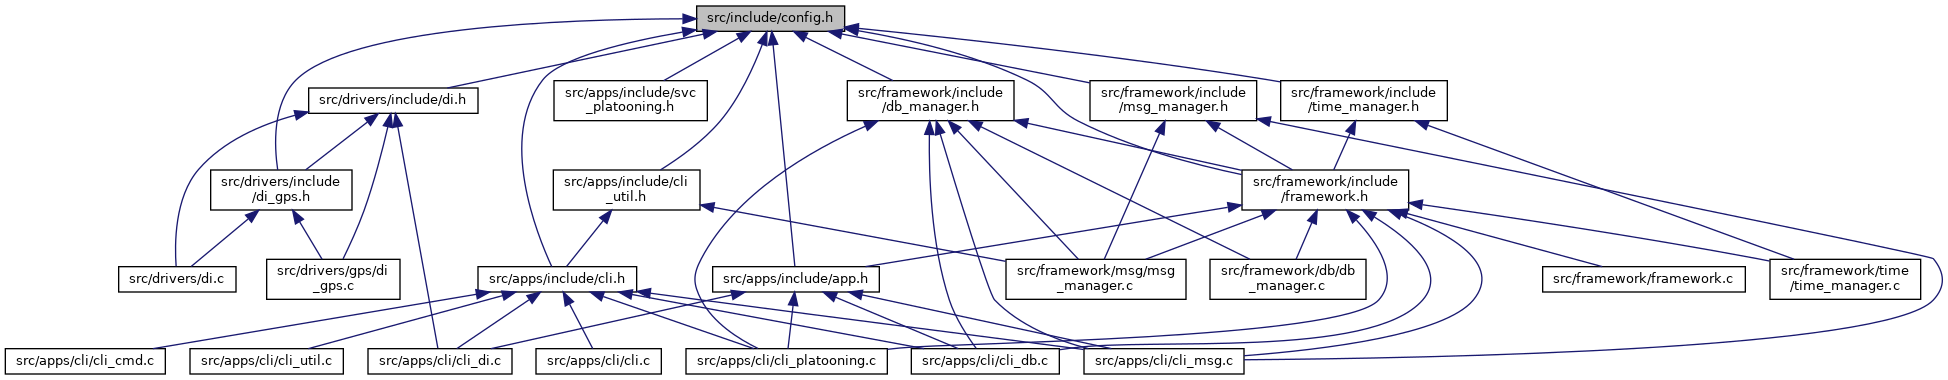 src/include/config.h
src/drivers/include/di.h
src/apps/include/svc
_platooning.h
src/framework/include
/db_manager.h
src/framework/include
/msg_manager.h
src/framework/include
/time_manager.h
src/drivers/include
/di_gps.h
src/apps/include/cli
_util.h
src/framework/include
/framework.h
src/drivers/di.c
src/drivers/gps/di
_gps.c
src/apps/include/cli.h
src/apps/include/app.h
src/framework/msg/msg
_manager.c
src/framework/db/db
_manager.c
src/framework/framework.c
src/framework/time
/time_manager.c
src/apps/cli/cli_cmd.c
src/apps/cli/cli_util.c
src/apps/cli/cli_di.c
src/apps/cli/cli.c
src/apps/cli/cli_platooning.c
src/apps/cli/cli_db.c
src/apps/cli/cli_msg.c